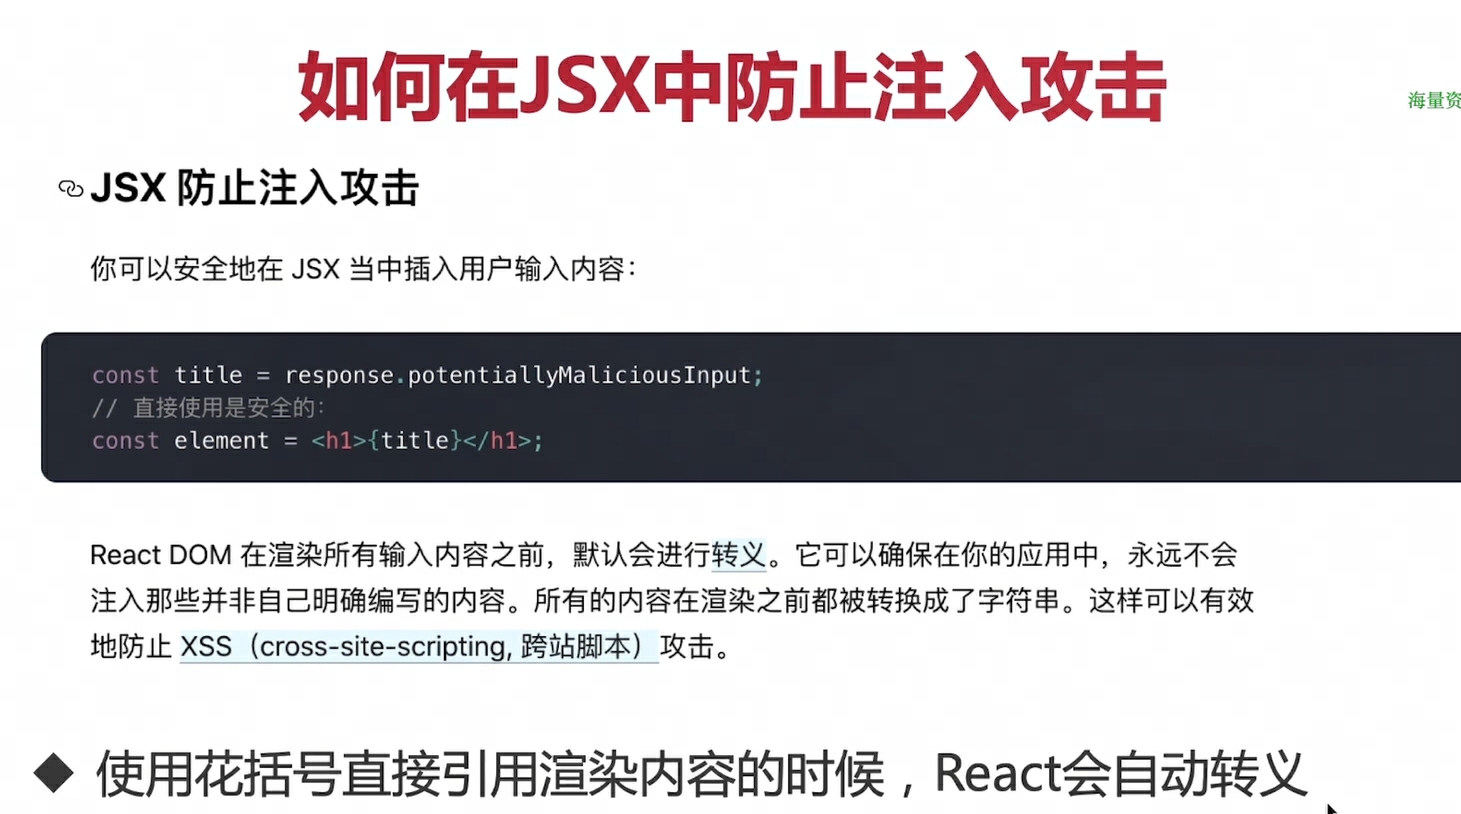 如何在JSX中防止注入攻击
海量资
JSX 防止注入攻击
你可以安全地在 JSX 当中插入用户输入内容：
const title = response.potentiallyMaliciousInput;
// 直接使用是安全的：
const element = <h1>{title}</h1>;
React DOM 在渲染所有输入内容之前，默认会进行转义。它可以确保在你的应用中，永远不会
注入那些并非自己明确编写的内容。所有的内容在渲染之前都被转换成了字符串。这样可以有效
地防止 XSS（cross-site-scripting, 跨站脚本）攻击。
◆ 使用花括号直接引用渲染内容的时候，React会自动转义